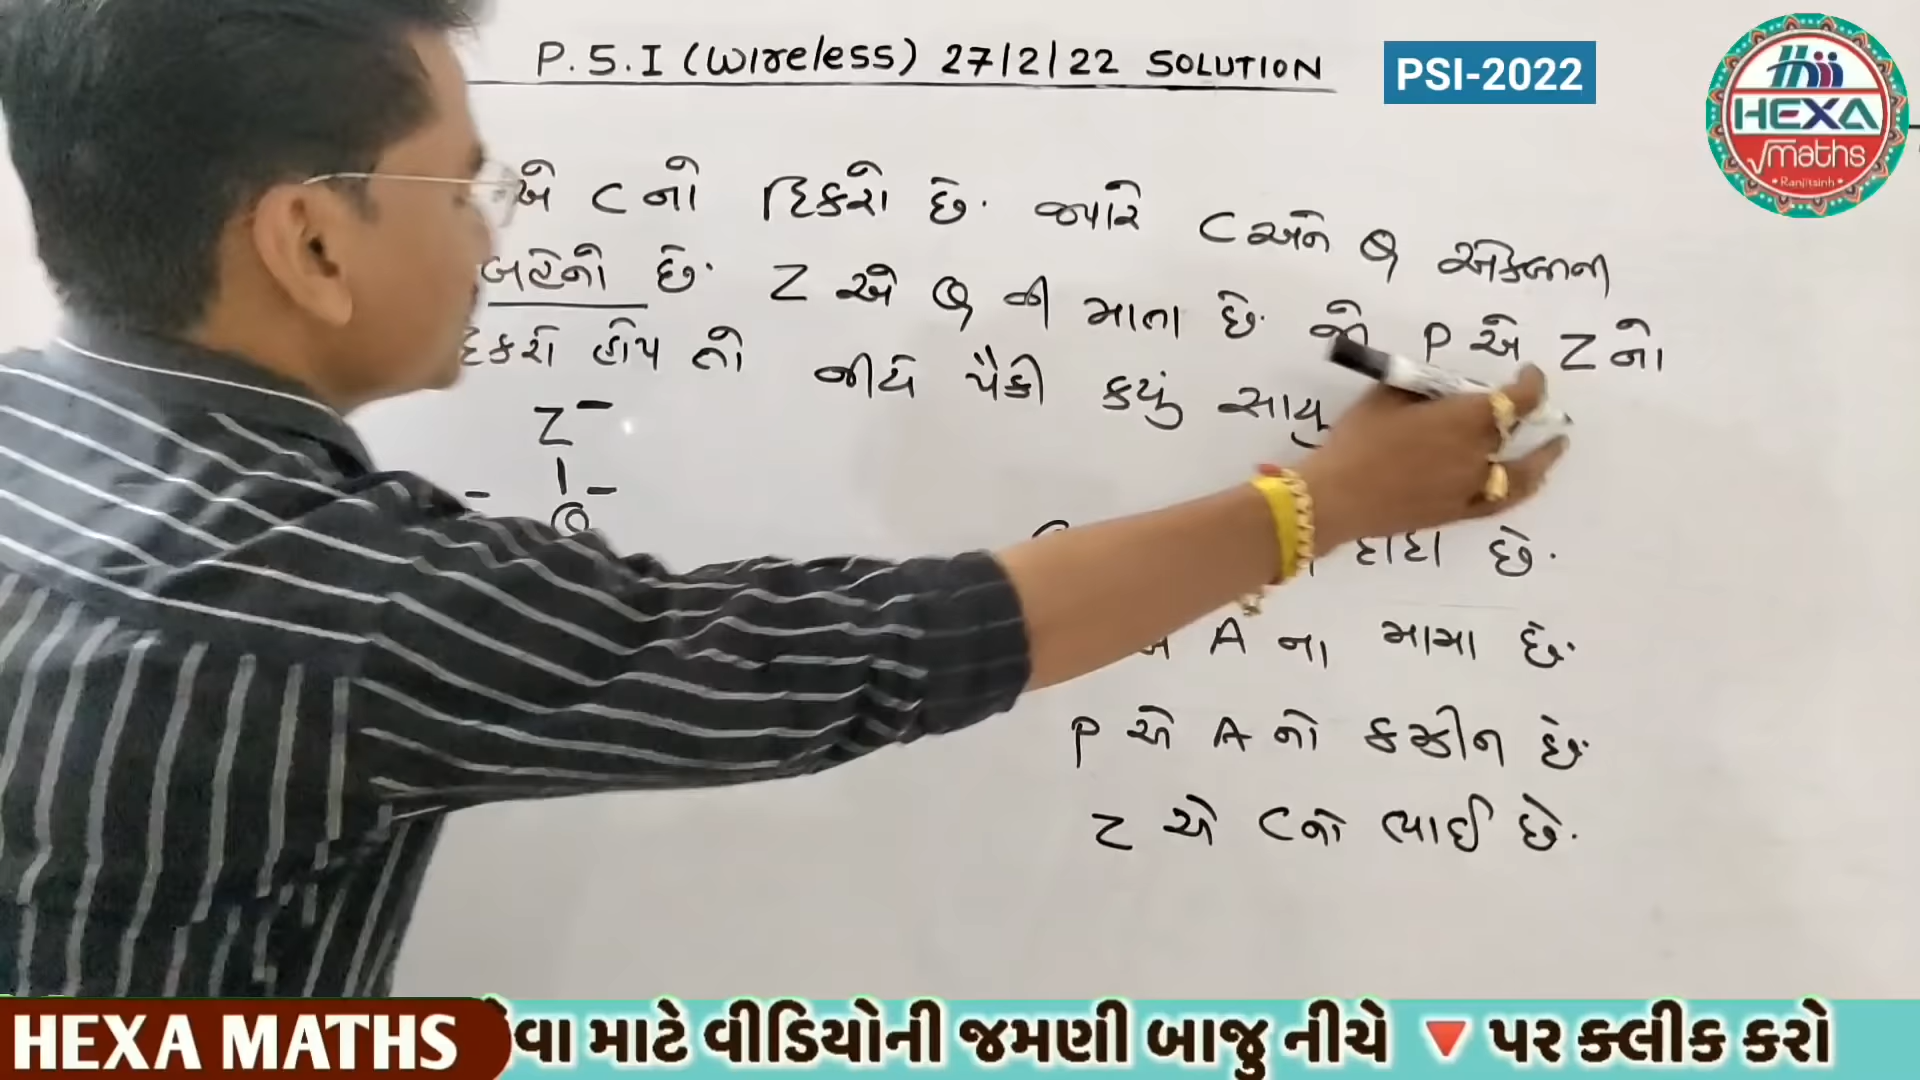 P.S.I (Wireless) 27/2/22 SOLUTION
PSI-2022
HEXA
√maths
Ranjitsinh
એ C નો દિકરો છે. જ્યારે C અને Q એકબીજાની
બહેનો છે. Z એ Q ની માતા છે. જો P એ Z નો
દિકરો હોય તો નીચે પૈકી કયું સાચુ
Z -
- -
Q
દાદા છે.
A ના મામા છે.
P એ A નો કઝીન છે
Z એ C નો ભાઈ છે.
HEXA MATHS
વા માટે વીડિયોની જમણી બાજુ નીચે 🔻પર ક્લીક કરો